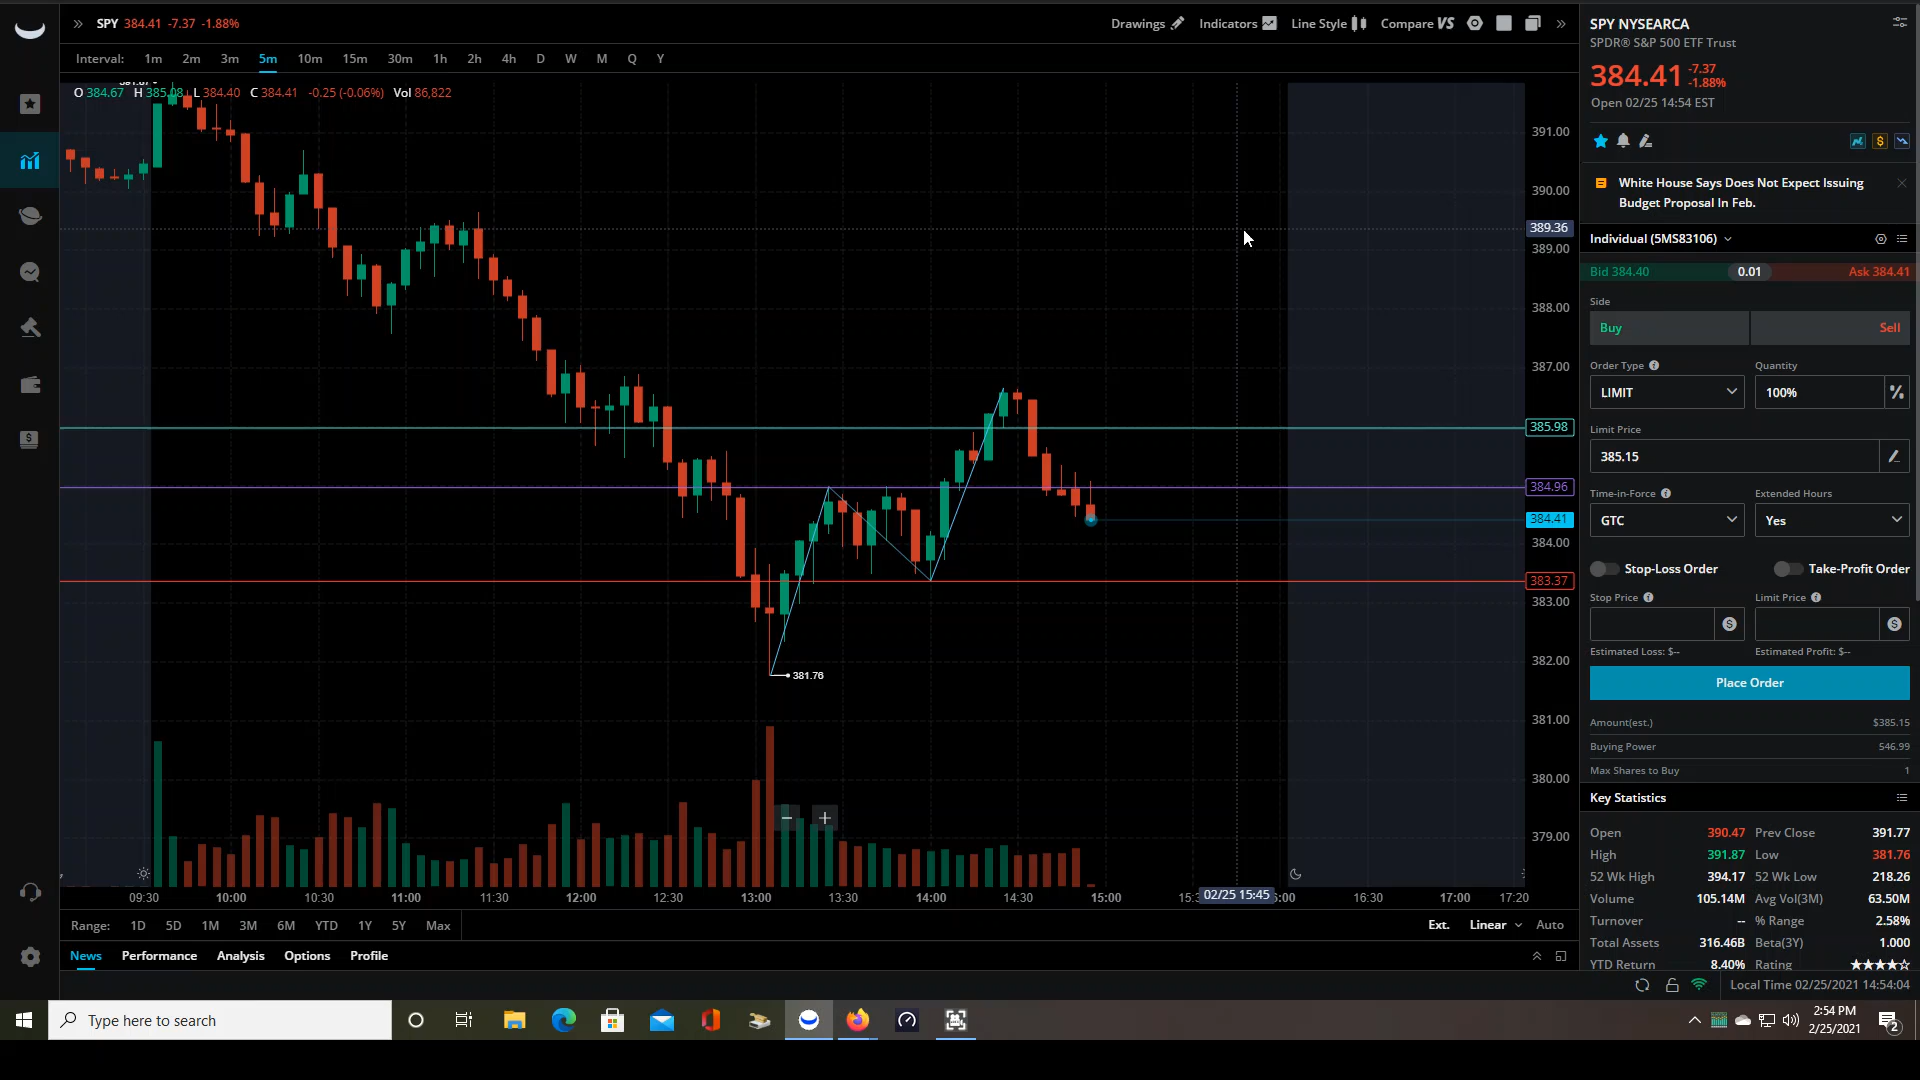 SPY 384.41 -7.37 -1.88%
Drawings Indicators Line Style Compare VS
Interval: 1m 2m 3m 5m 10m 15m 30m 1h 2h 4h D W M Q Y
O 384.67 H 385.08 L 384.40 C 384.41 -0.25 (-0.06%) Vol 86,822
391.00
390.00
389.36
389.00
388.00
387.00
385.98
384.96
384.41
384.00
383.37
383.00
382.00
381.76
381.00
380.00
379.00
09:30 10:00 10:30 11:00 11:30 12:00 12:30 13:00 13:30 14:00 14:30 15:00 02/25 15:45 16:30 17:00 17:20
Range: 1D 5D 1M 3M 6M YTD 1Y 5Y Max
Ext. Linear Auto
News Performance Analysis Options Profile
SPY NYSEARCA
SPDR® S&P 500 ETF Trust
384.41 -7.37
-1.88%
Open 02/25 14:54 EST
White House Says Does Not Expect Issuing
Budget Proposal In Feb.
Individual (5MS83106)
Bid 384.40 0.01 Ask 384.41
Side
Buy Sell
Order Type Quantity
LIMIT 100%
Limit Price
385.15
Time-in-Force Extended Hours
GTC Yes
Stop-Loss Order Take-Profit Order
Stop Price Limit Price
Estimated Loss: $-- Estimated Profit: $--
Place Order
Amount(est.) $385.15
Buying Power 546.99
Max Shares to Buy 1
Key Statistics
Open 390.47 Prev Close 391.77
High 391.87 Low 381.76
52 Wk High 394.17 52 Wk Low 218.26
Volume 105.14M Avg Vol(3M) 63.50M
Turnover -- % Range 2.58%
Total Assets 316.46B Beta(3Y) 1.000
YTD Return 8.40% Rating
Local Time 02/25/2021 14:54:04
Type here to search
2:54 PM
2/25/2021
2